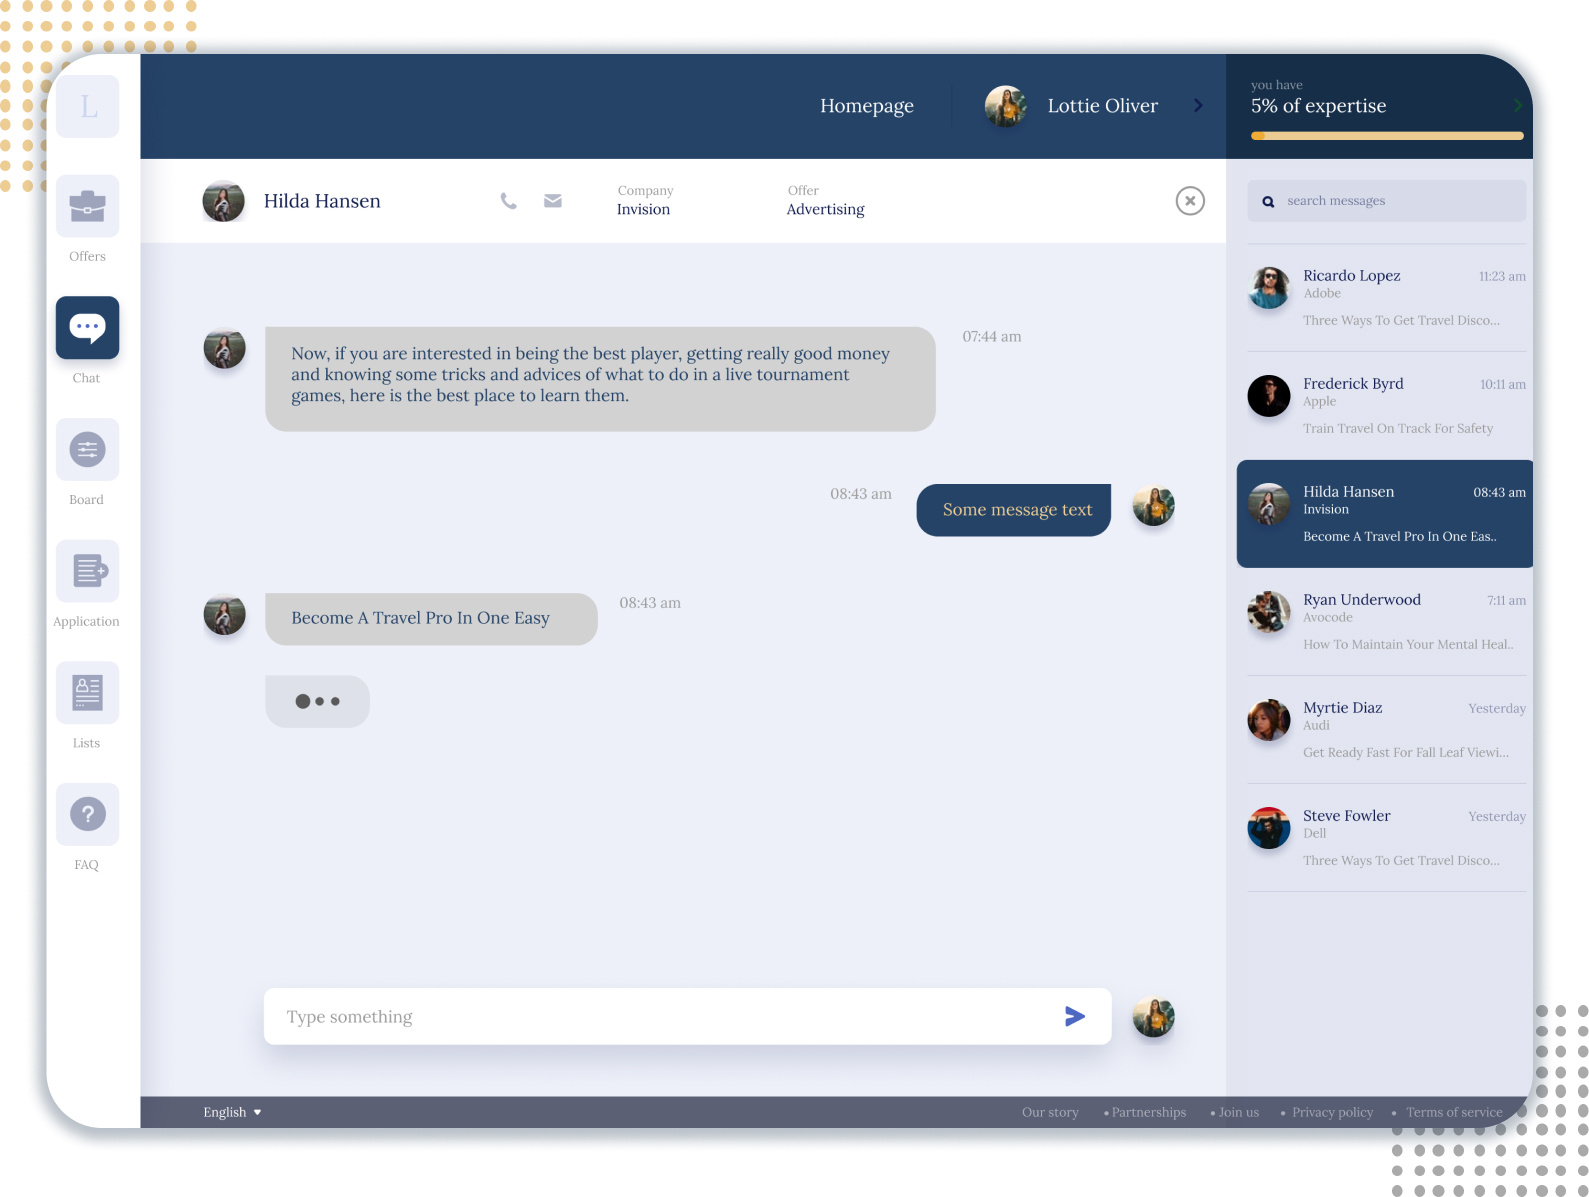 L
Offers
Chat
Board
Application
Lists
FAQ
Homepage
Lottie Oliver
you have
5% of expertise
Hilda Hansen
Company
Invision
Offer
Advertising
07:44 am
Now, if you are interested in being the best player, getting really good money
and knowing some tricks and advices of what to do in a live tournament
games, here is the best place to learn them.
08:43 am
Some message text
Become A Travel Pro In One Easy
08:43 am
Type something
search messages
Ricardo Lopez
11:23 am
Adobe
Three Ways To Get Travel Disco...
Frederick Byrd
10:11 am
Apple
Train Travel On Track For Safety
Hilda Hansen
08:43 am
Invision
Become A Travel Pro In One Eas..
Ryan Underwood
7:11 am
Avocode
How To Maintain Your Mental Heal..
Myrtie Diaz
Yesterday
Audi
Get Ready Fast For Fall Leaf Viewi...
Steve Fowler
Yesterday
Dell
Three Ways To Get Travel Disco...
English
Our story • Partnerships • Join us • Privacy policy • Terms of service